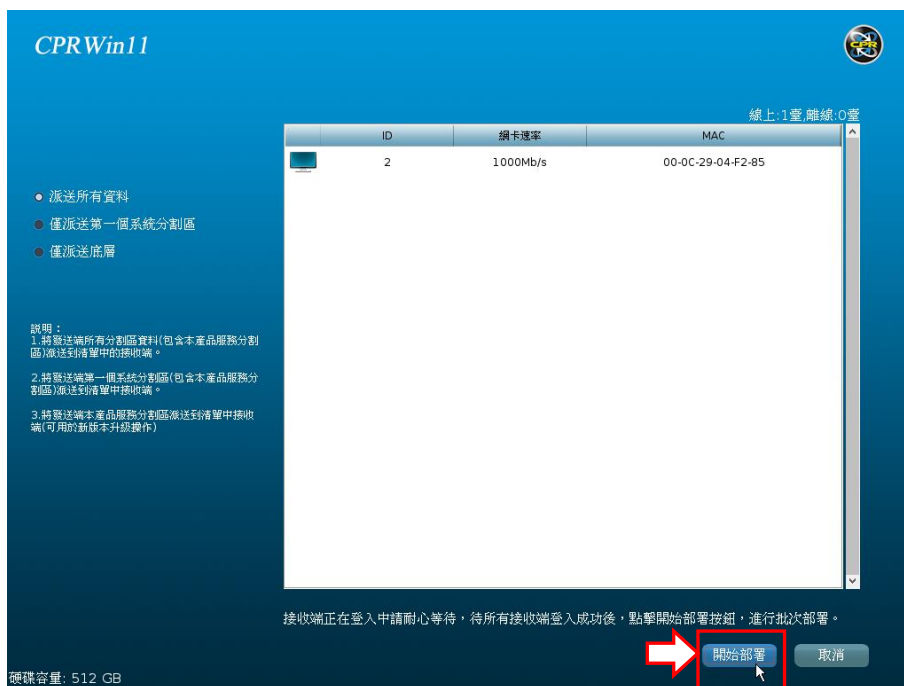 CPRWin11
CPR
線上:1臺,離線:0臺
ID 網卡速率 MAC
2 1000Mb/s 00-0C-29-04-F2-85
派送所有資料
僅派送第一個系統分割區
僅派送底層
説明：
1.將發送端所有分割區資料(包含本產品服務分割
區)派送到清單中的接收端。
2.將發送端第一個系統分割區(包含本產品服務分
割區)派送到清單中接收端。
3.將發送端本產品服務分割區派送到清單中接收
端(可用於新版本升級操作)
接收端正在登入中請耐心等待，待所有接收端登入成功後，點擊開始部署按鈕，進行批次部署。
開始部署 取消
硬碟容量: 512 GB